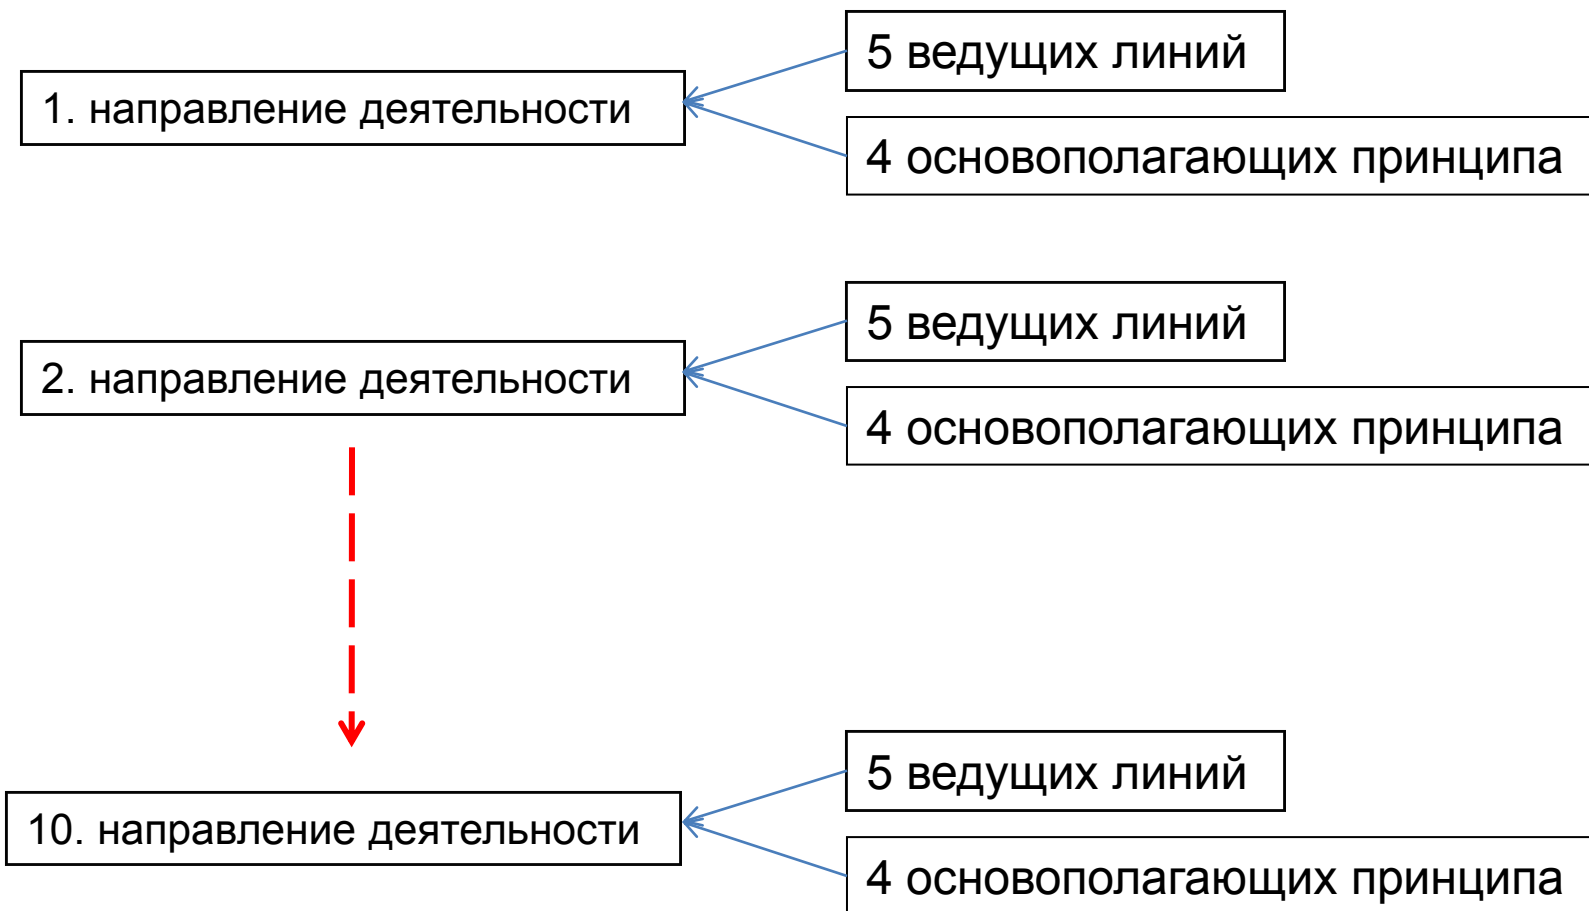 5 ведущих линий
1. направление деятельности
4 основополагающих принципа
5 ведущих линий
2. направление деятельности
4 основополагающих принципа
5 ведущих линий
10. направление деятельности
4 основополагающих принципа